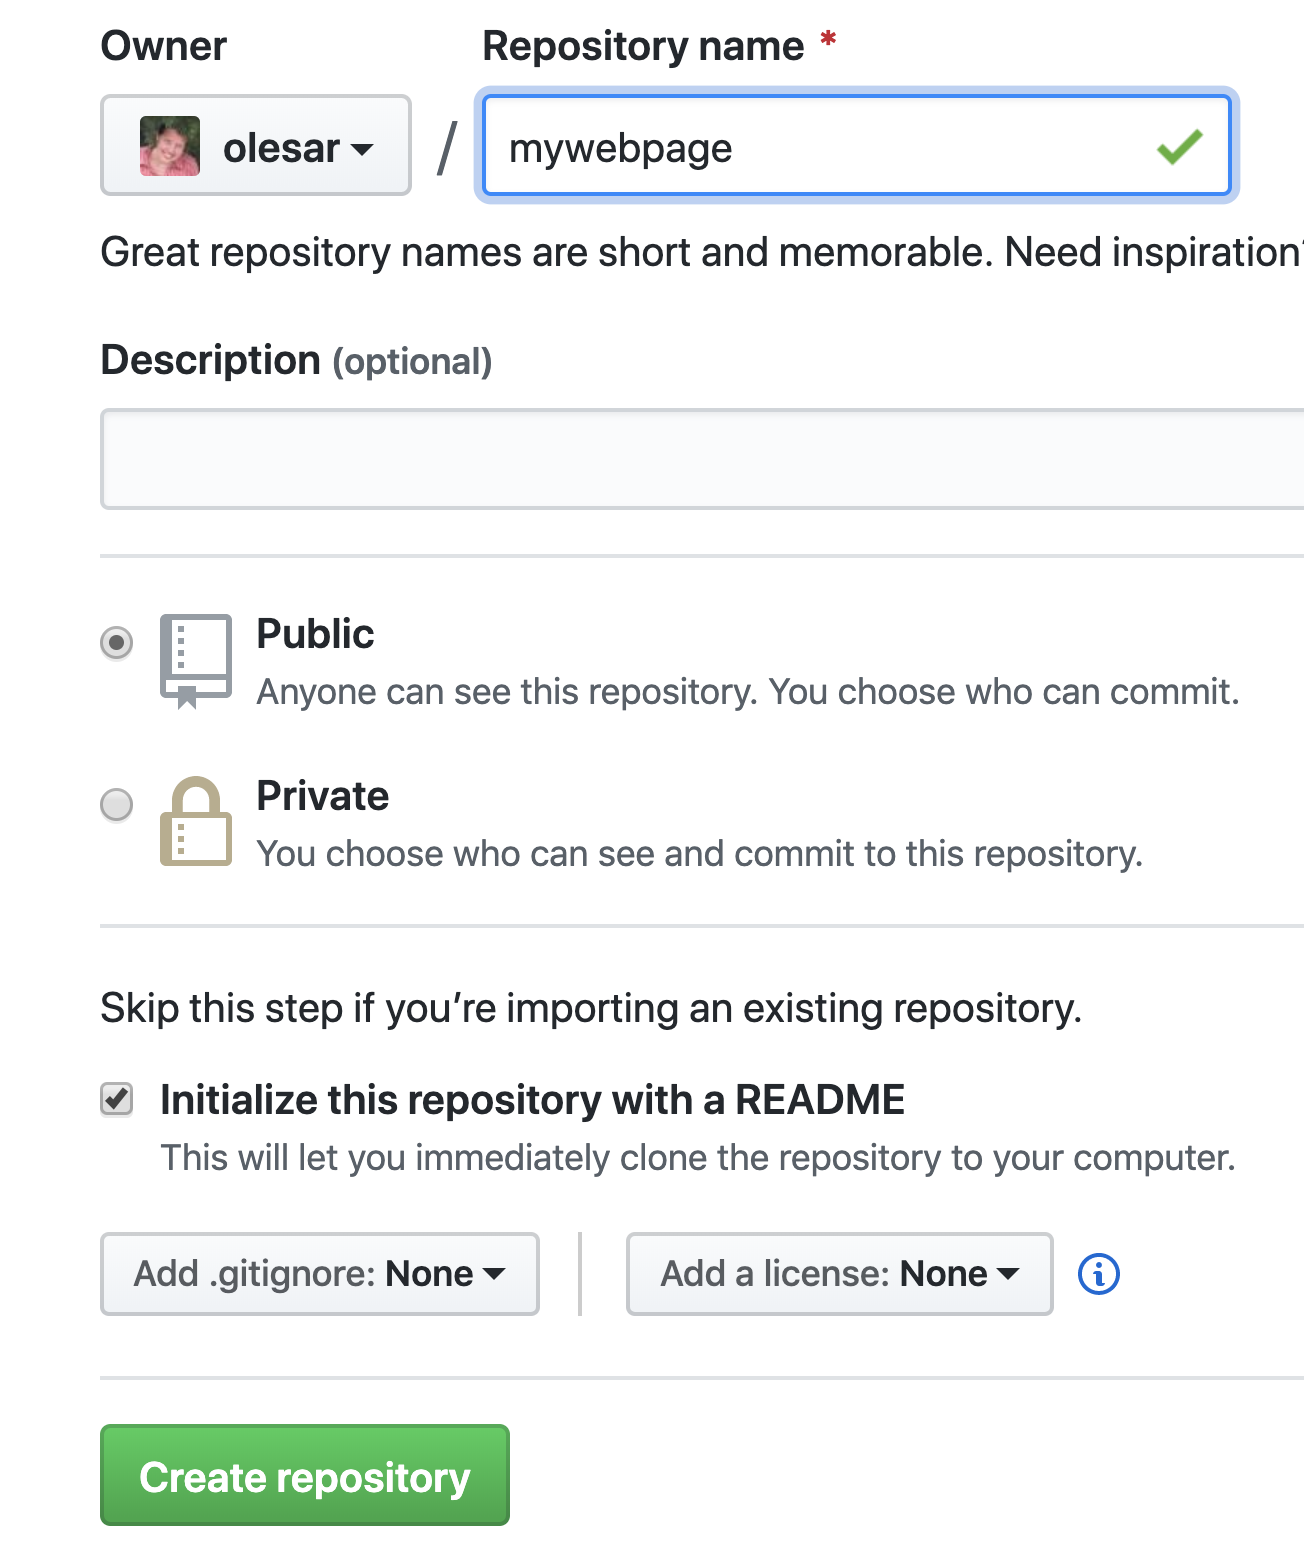 Owner
Repository name *
olesar / mywebpage
Great repository names are short and memorable. Need inspiration?
Description (optional)
Public
Anyone can see this repository. You choose who can commit.
Private
You choose who can see and commit to this repository.
Skip this step if you’re importing an existing repository.
Initialize this repository with a README
This will let you immediately clone the repository to your computer.
Add .gitignore: None
Add a license: None
Create repository